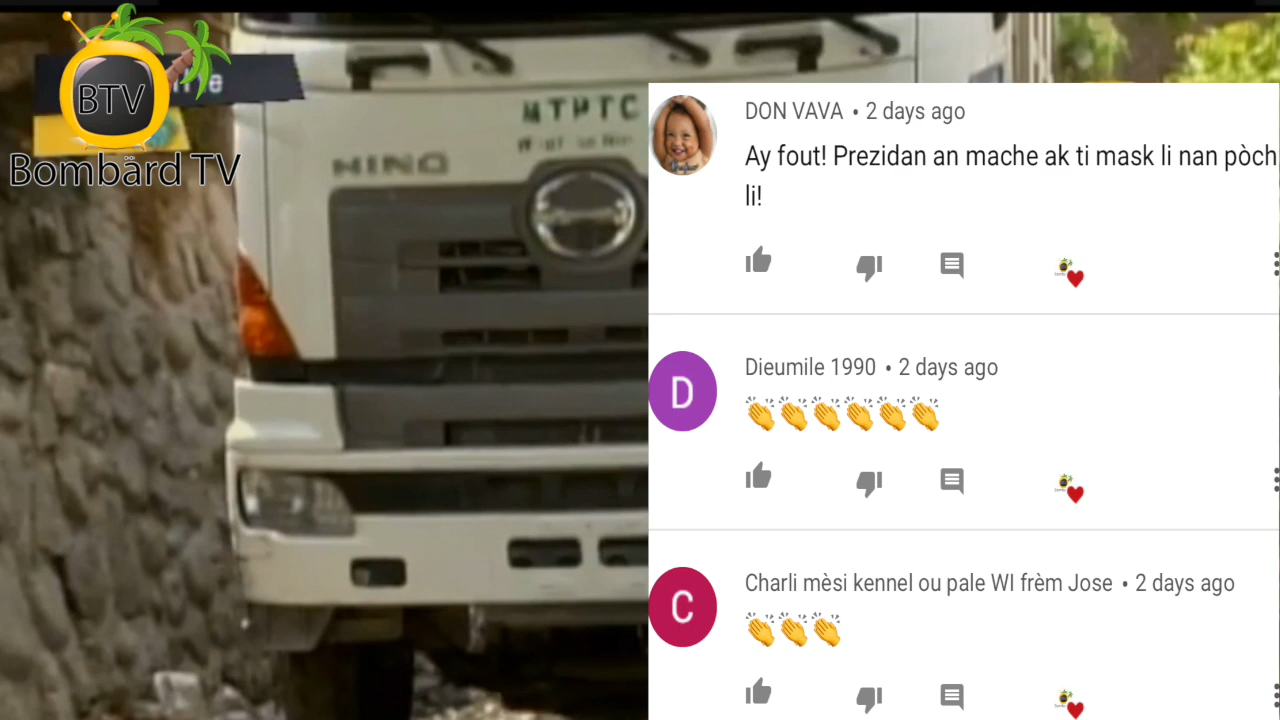 BTV
Bombärd TV
MTPTC
HINO
DON VAVA • 2 days ago
Ay fout! Prezidan an mache ak ti mask li nan pòch
li!
D
Dieumile 1990 • 2 days ago
👏👏👏👏👏👏
C
Charli mèsi kennel ou pale WI frèm Jose • 2 days ago
👏👏👏